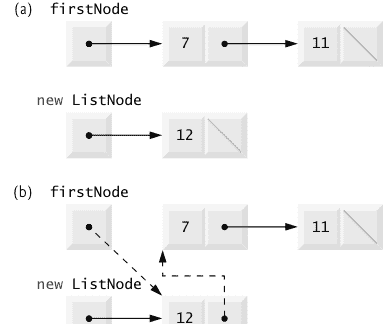 (a) firstNode
7 11
new ListNode
12
(b) firstNode
7 11
new ListNode
12